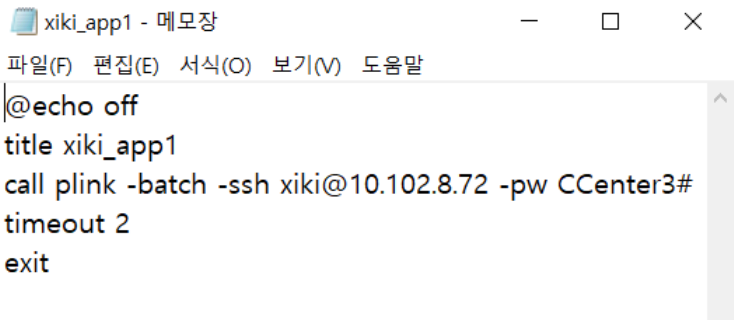 xiki_app1 - 메모장
파일(F) 편집(E) 서식(O) 보기(V) 도움말
@echo off
title xiki_app1
call plink -batch -ssh xiki@10.102.8.72 -pw CCenter3#
timeout 2
exit